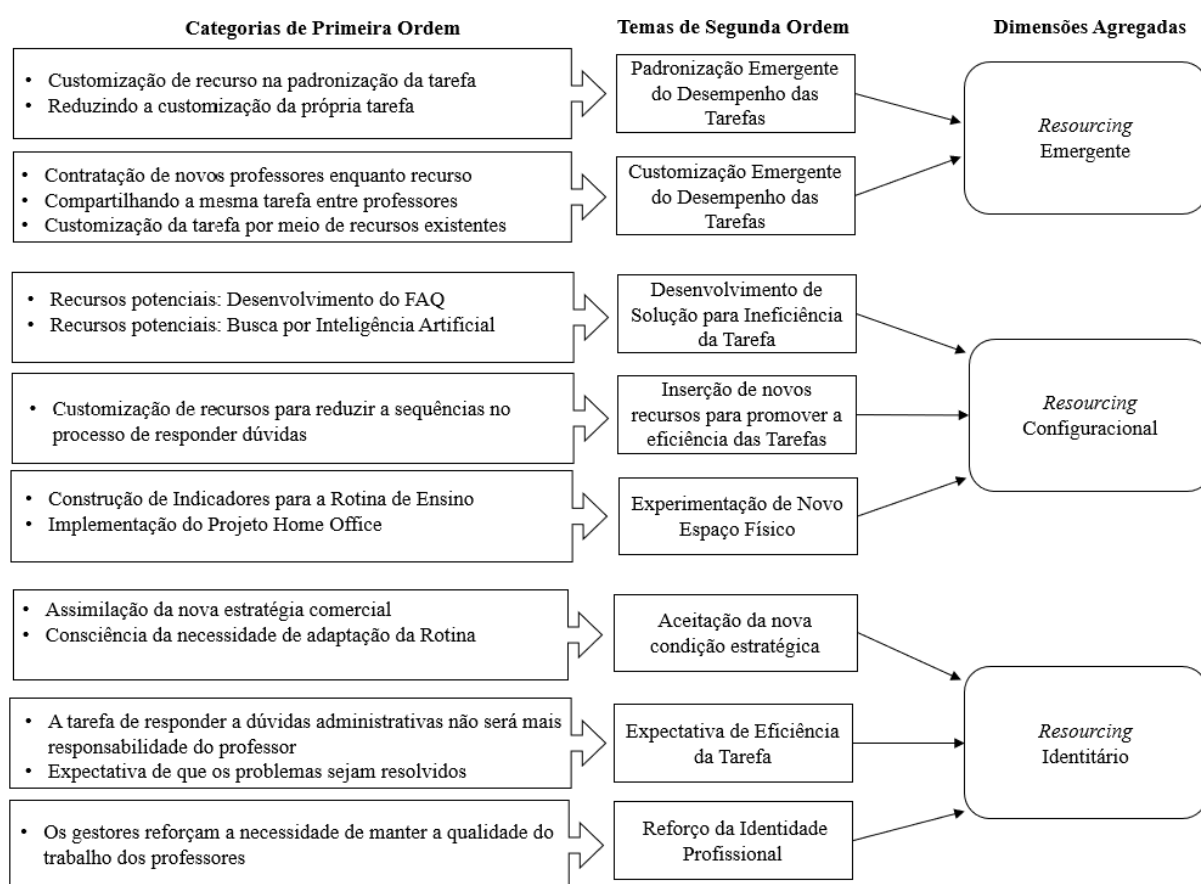 Categorias de Primeira Ordem
Temas de Segunda Ordem
Dimensões Agregadas
• Customização de recurso na padronização da tarefa
• Reduzindo a customização da própria tarefa
Padronização Emergente
do Desempenho das
Tarefas
• Contratação de novos professores enquanto recurso
• Compartilhando a mesma tarefa entre professores
• Customização da tarefa por meio de recursos existentes
Customização Emergente
do Desempenho das
Tarefas
Resourcing
Emergente
• Recursos potenciais: Desenvolvimento do FAQ
• Recursos potenciais: Busca por Inteligência Artificial
Desenvolvimento de
Solução para Ineficiência
da Tarefa
• Customização de recursos para reduzir a sequências no
processo de responder dúvidas
Inserção de novos
recursos para promover a
eficiência das Tarefas
• Construção de Indicadores para a Rotina de Ensino
• Implementação do Projeto Home Office
Experimentação de Novo
Espaço Físico
Resourcing
Configuracional
• Assimilação da nova estratégia comercial
• Consciência da necessidade de adaptação da Rotina
Aceitação da nova
condição estratégica
• A tarefa de responder a dúvidas administrativas não será mais
responsabilidade do professor
• Expectativa de que os problemas sejam resolvidos
Expectativa de Eficiência
da Tarefa
• Os gestores reforçam a necessidade de manter a qualidade do
trabalho dos professores
Reforço da Identidade
Profissional
Resourcing
Identitário